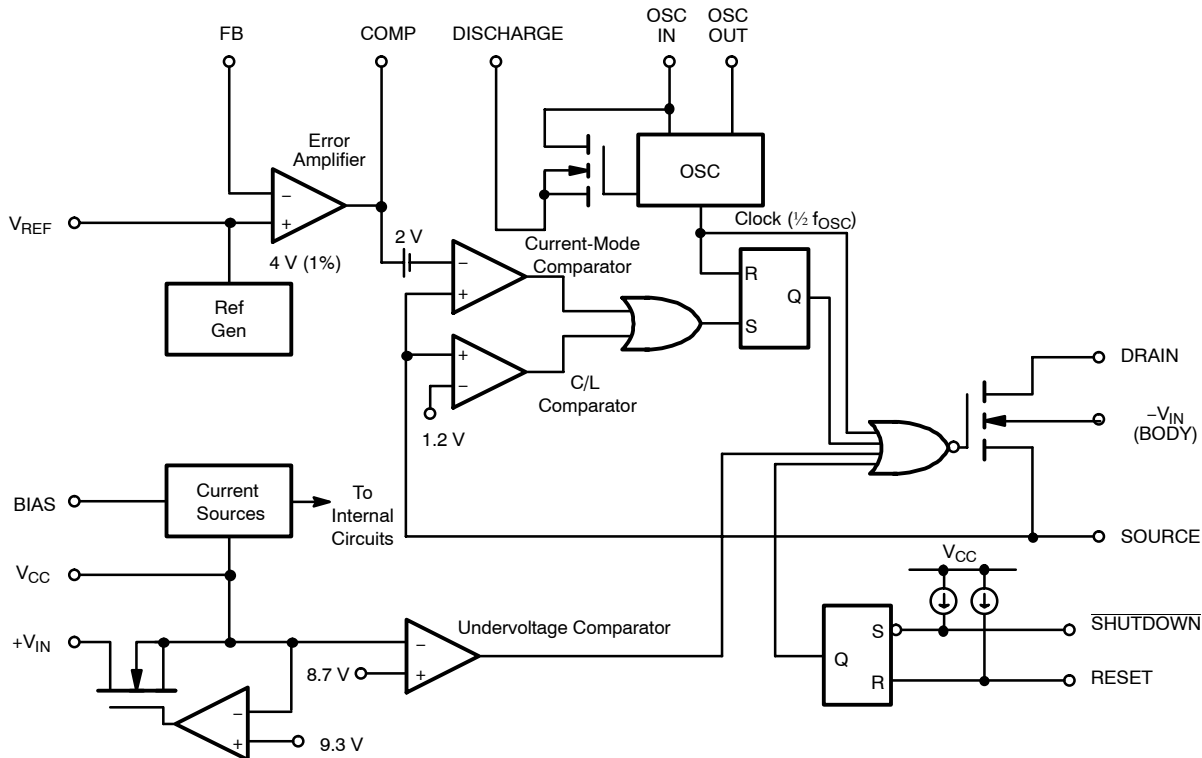 FB
COMP
DISCHARGE
OSC
IN
OSC
OUT
Error
Amplifier
OSC
−
+
VREF
4 V (1%)
2 V
Clock (½ fOSC)
Current-Mode
Comparator
−
+
R
Q
S
Ref
Gen
+
−
C/L
Comparator
1.2 V
DRAIN
−VIN
(BODY)
BIAS
Current
Sources
To
Internal
Circuits
SOURCE
VCC
VCC
+VIN
Undervoltage Comparator
−
+
8.7 V
S
Q
R
SHUTDOWN
RESET
−
+
9.3 V